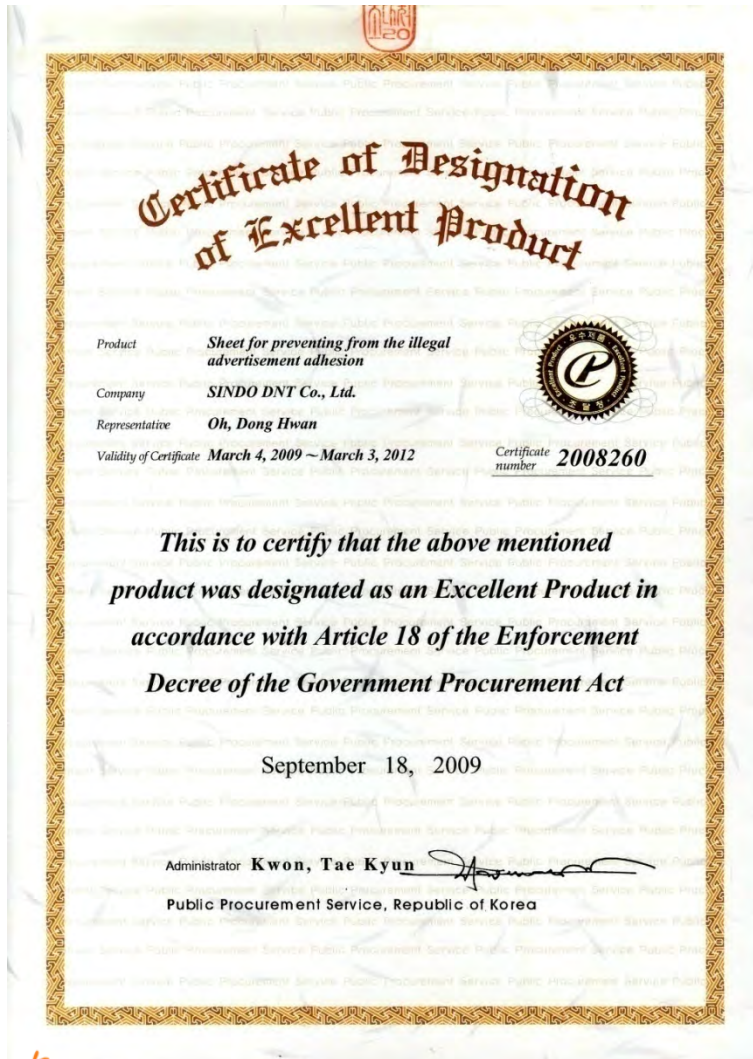 Certificate of Designation
of Excellent Product
Product Sheet for preventing from the illegal
advertisement adhesion
Company SINDO DNT Co., Ltd.
Representative Oh, Dong Hwan
Validity of Certificate March 4, 2009 ~ March 3, 2012
Certificate
number 2008260
This is to certify that the above mentioned
product was designated as an Excellent Product in
accordance with Article 18 of the Enforcement
Decree of the Government Procurement Act
September 18, 2009
Administrator Kwon, Tae Kyun
Public Procurement Service, Republic of Korea